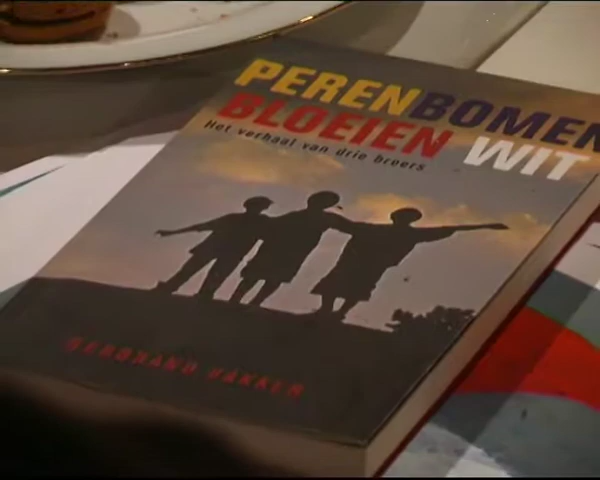 PERENBOMEN
BLOEIEN WIT
Het verhaal van drie broers
GERBRAND BAKKER